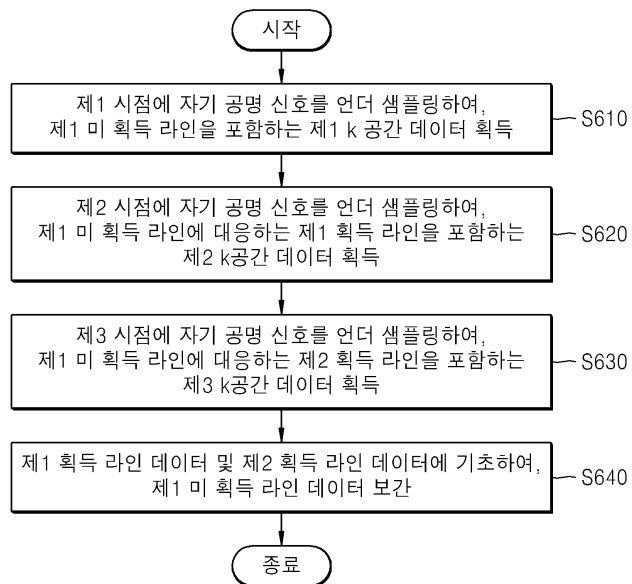 시작
제1 시점에 자기 공명 신호를 언더 샘플링하여,
제1 미 획득 라인을 포함하는 제1 k 공간 데이터 획득
S610
제2 시점에 자기 공명 신호를 언더 샘플링하여,
제1 미 획득 라인에 대응하는 제1 획득 라인을 포함하는
제2 k공간 데이터 획득
S620
제3 시점에 자기 공명 신호를 언더 샘플링하여,
제1 미 획득 라인에 대응하는 제2 획득 라인을 포함하는
제3 k공간 데이터 획득
S630
제1 획득 라인 데이터 및 제2 획득 라인 데이터에 기초하여,
제1 미 획득 라인 데이터 보간
S640
종료